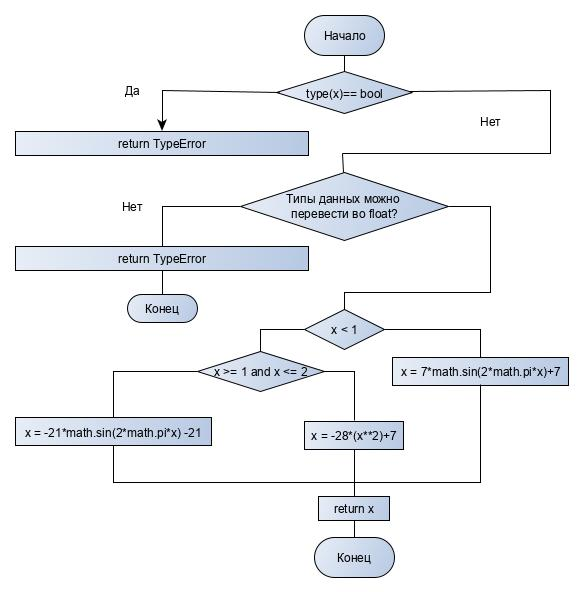 Начало
type(x)== bool
Да
Нет
return TypeError
Типы данных можно
перевести во float?
Нет
return TypeError
Конец
x < 1
x >= 1 and x <= 2
x = 7*math.sin(2*math.pi*x)+7
x = -21*math.sin(2*math.pi*x) -21
x = -28*(x**2)+7
return x
Конец